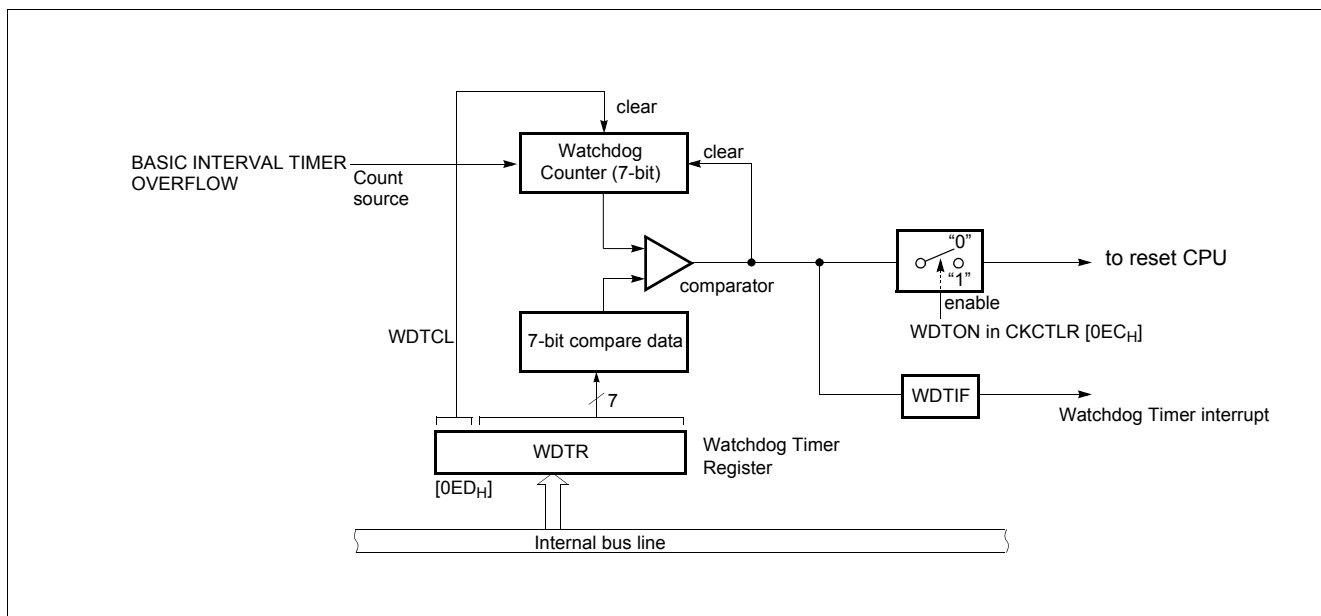 clear
BASIC INTERVAL TIMER
OVERFLOW
Count
source
Watchdog
Counter (7-bit)
clear
comparator
“0”
“1”
enable
to reset CPU
WDTON in CKCTLR [0ECH]
WDTCL
7-bit compare data
7
WDTIF
Watchdog Timer interrupt
WDTR
Watchdog Timer
Register
[0EDH]
Internal bus line